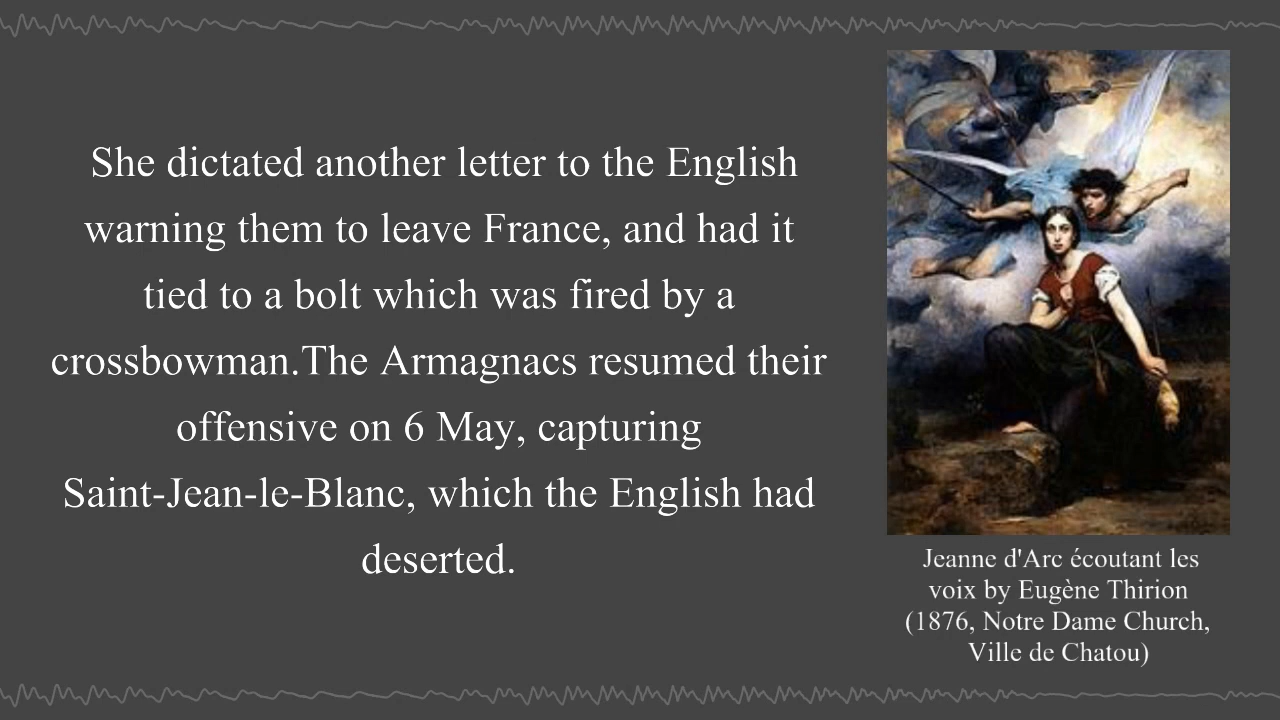 She dictated another letter to the English
warning them to leave France, and had it
tied to a bolt which was fired by a
crossbowman.The Armagnacs resumed their
offensive on 6 May, capturing
Saint-Jean-le-Blanc, which the English had
deserted.
Jeanne d'Arc écoutant les
voix by Eugène Thirion
(1876, Notre Dame Church,
Ville de Chatou)